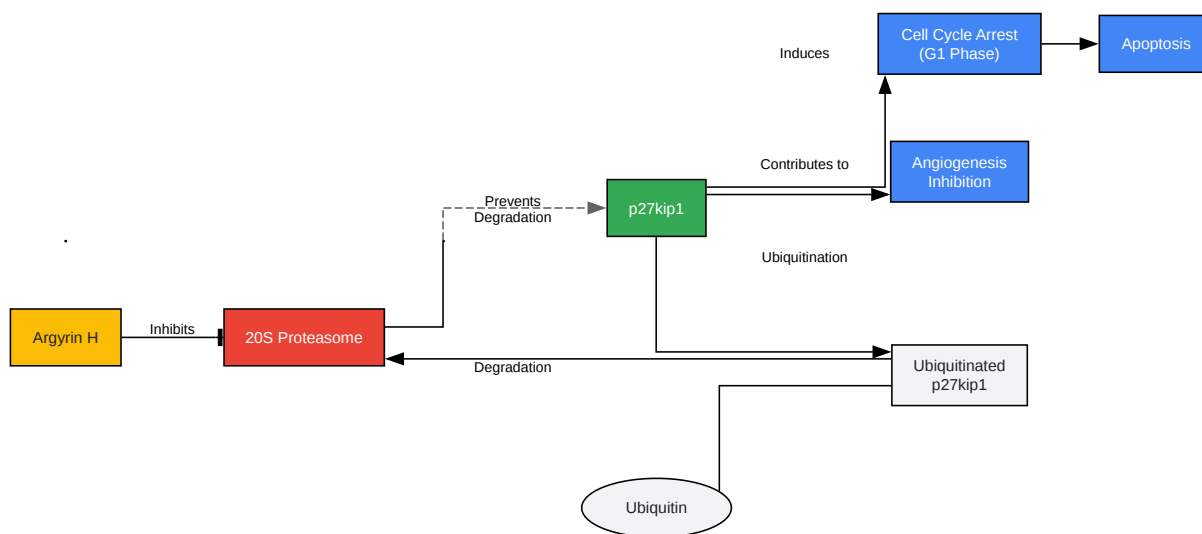 Cell Cycle Arrest
(G1 Phase)
Apoptosis
Induces
Contributes to
Angiogenesis
Inhibition
Prevents
Degradation
p27kip1
Ubiquitination
Argyrin H
Inhibits
20S Proteasome
Degradation
Ubiquitinated
p27kip1
Ubiquitin